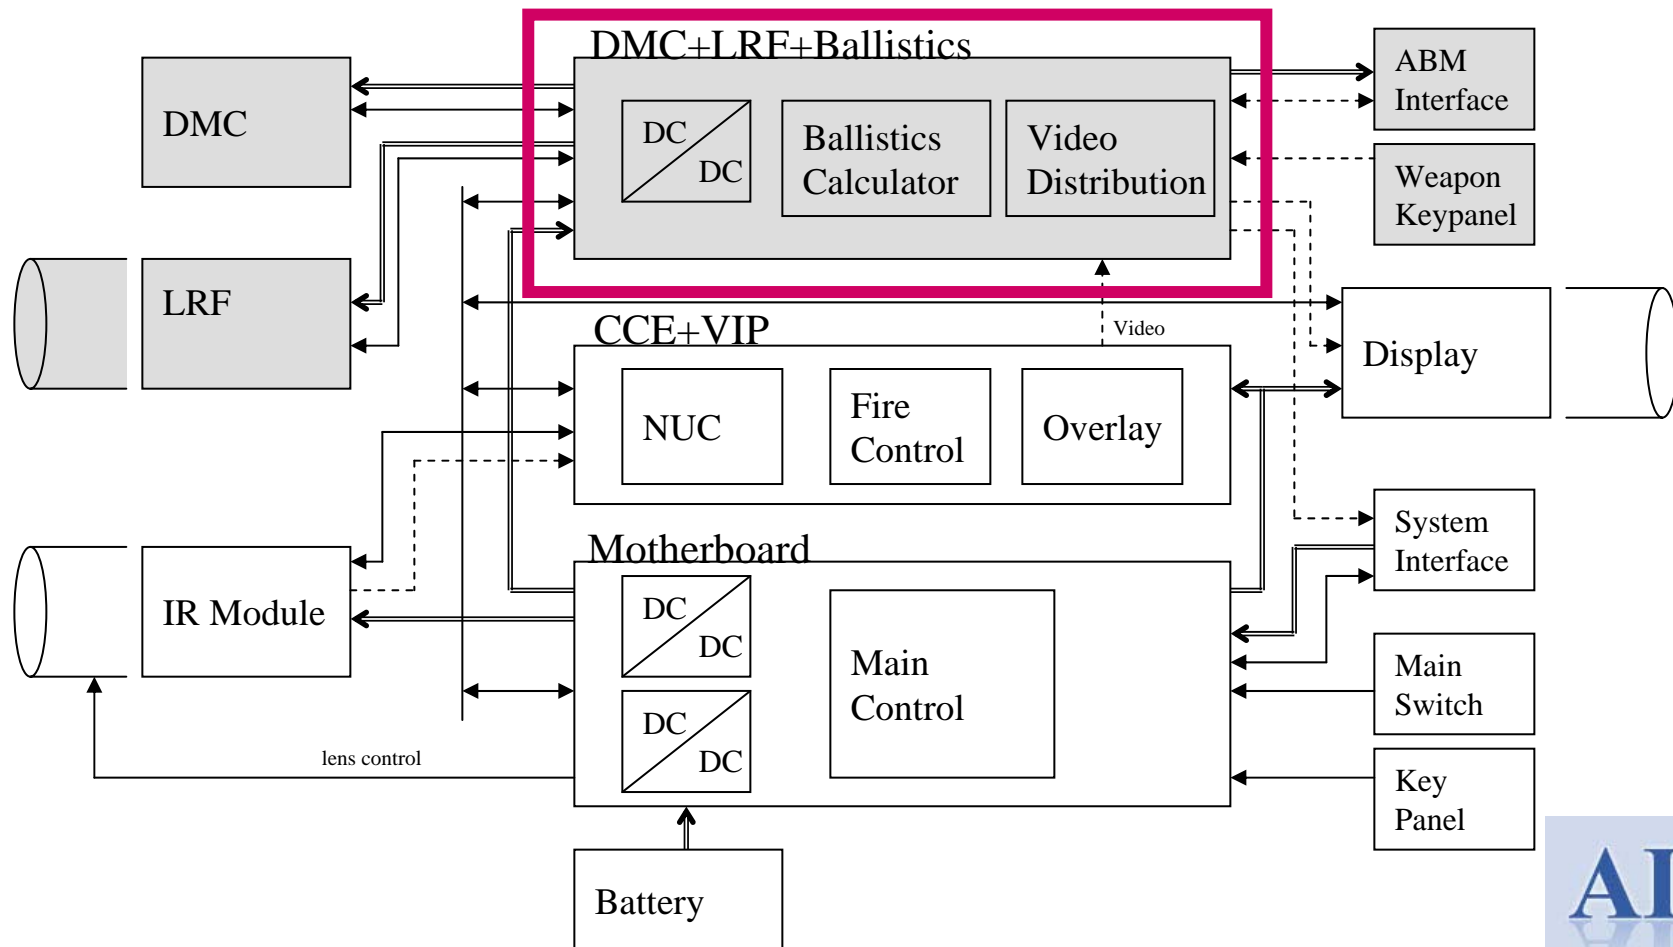 DMC+LRF+Ballistics
DMC
DC
DC
Ballistics
Calculator
Video
Distribution
ABM
Interface
Weapon
Keypanel
LRF
CCE+VIP
Video
Display
NUC
Fire
Control
Overlay
System
Interface
Motherboard
IR Module
DC
DC
Main
Control
Main
Switch
DC
DC
lens control
Key
Panel
Battery